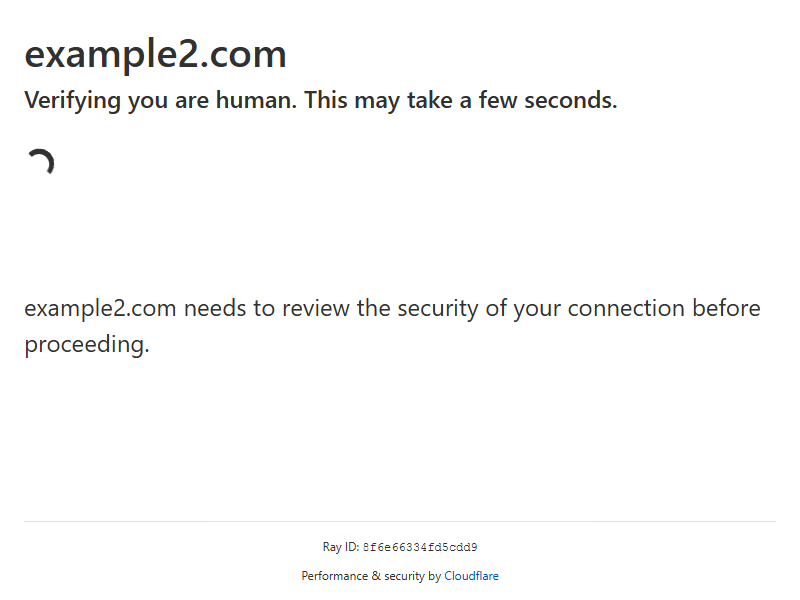 example2.com
Verifying you are human. This may take a few seconds.
example2.com needs to review the security of your connection before
proceeding.
Ray ID: 8f6e66334fd5cdd9
Performance & security by Cloudflare